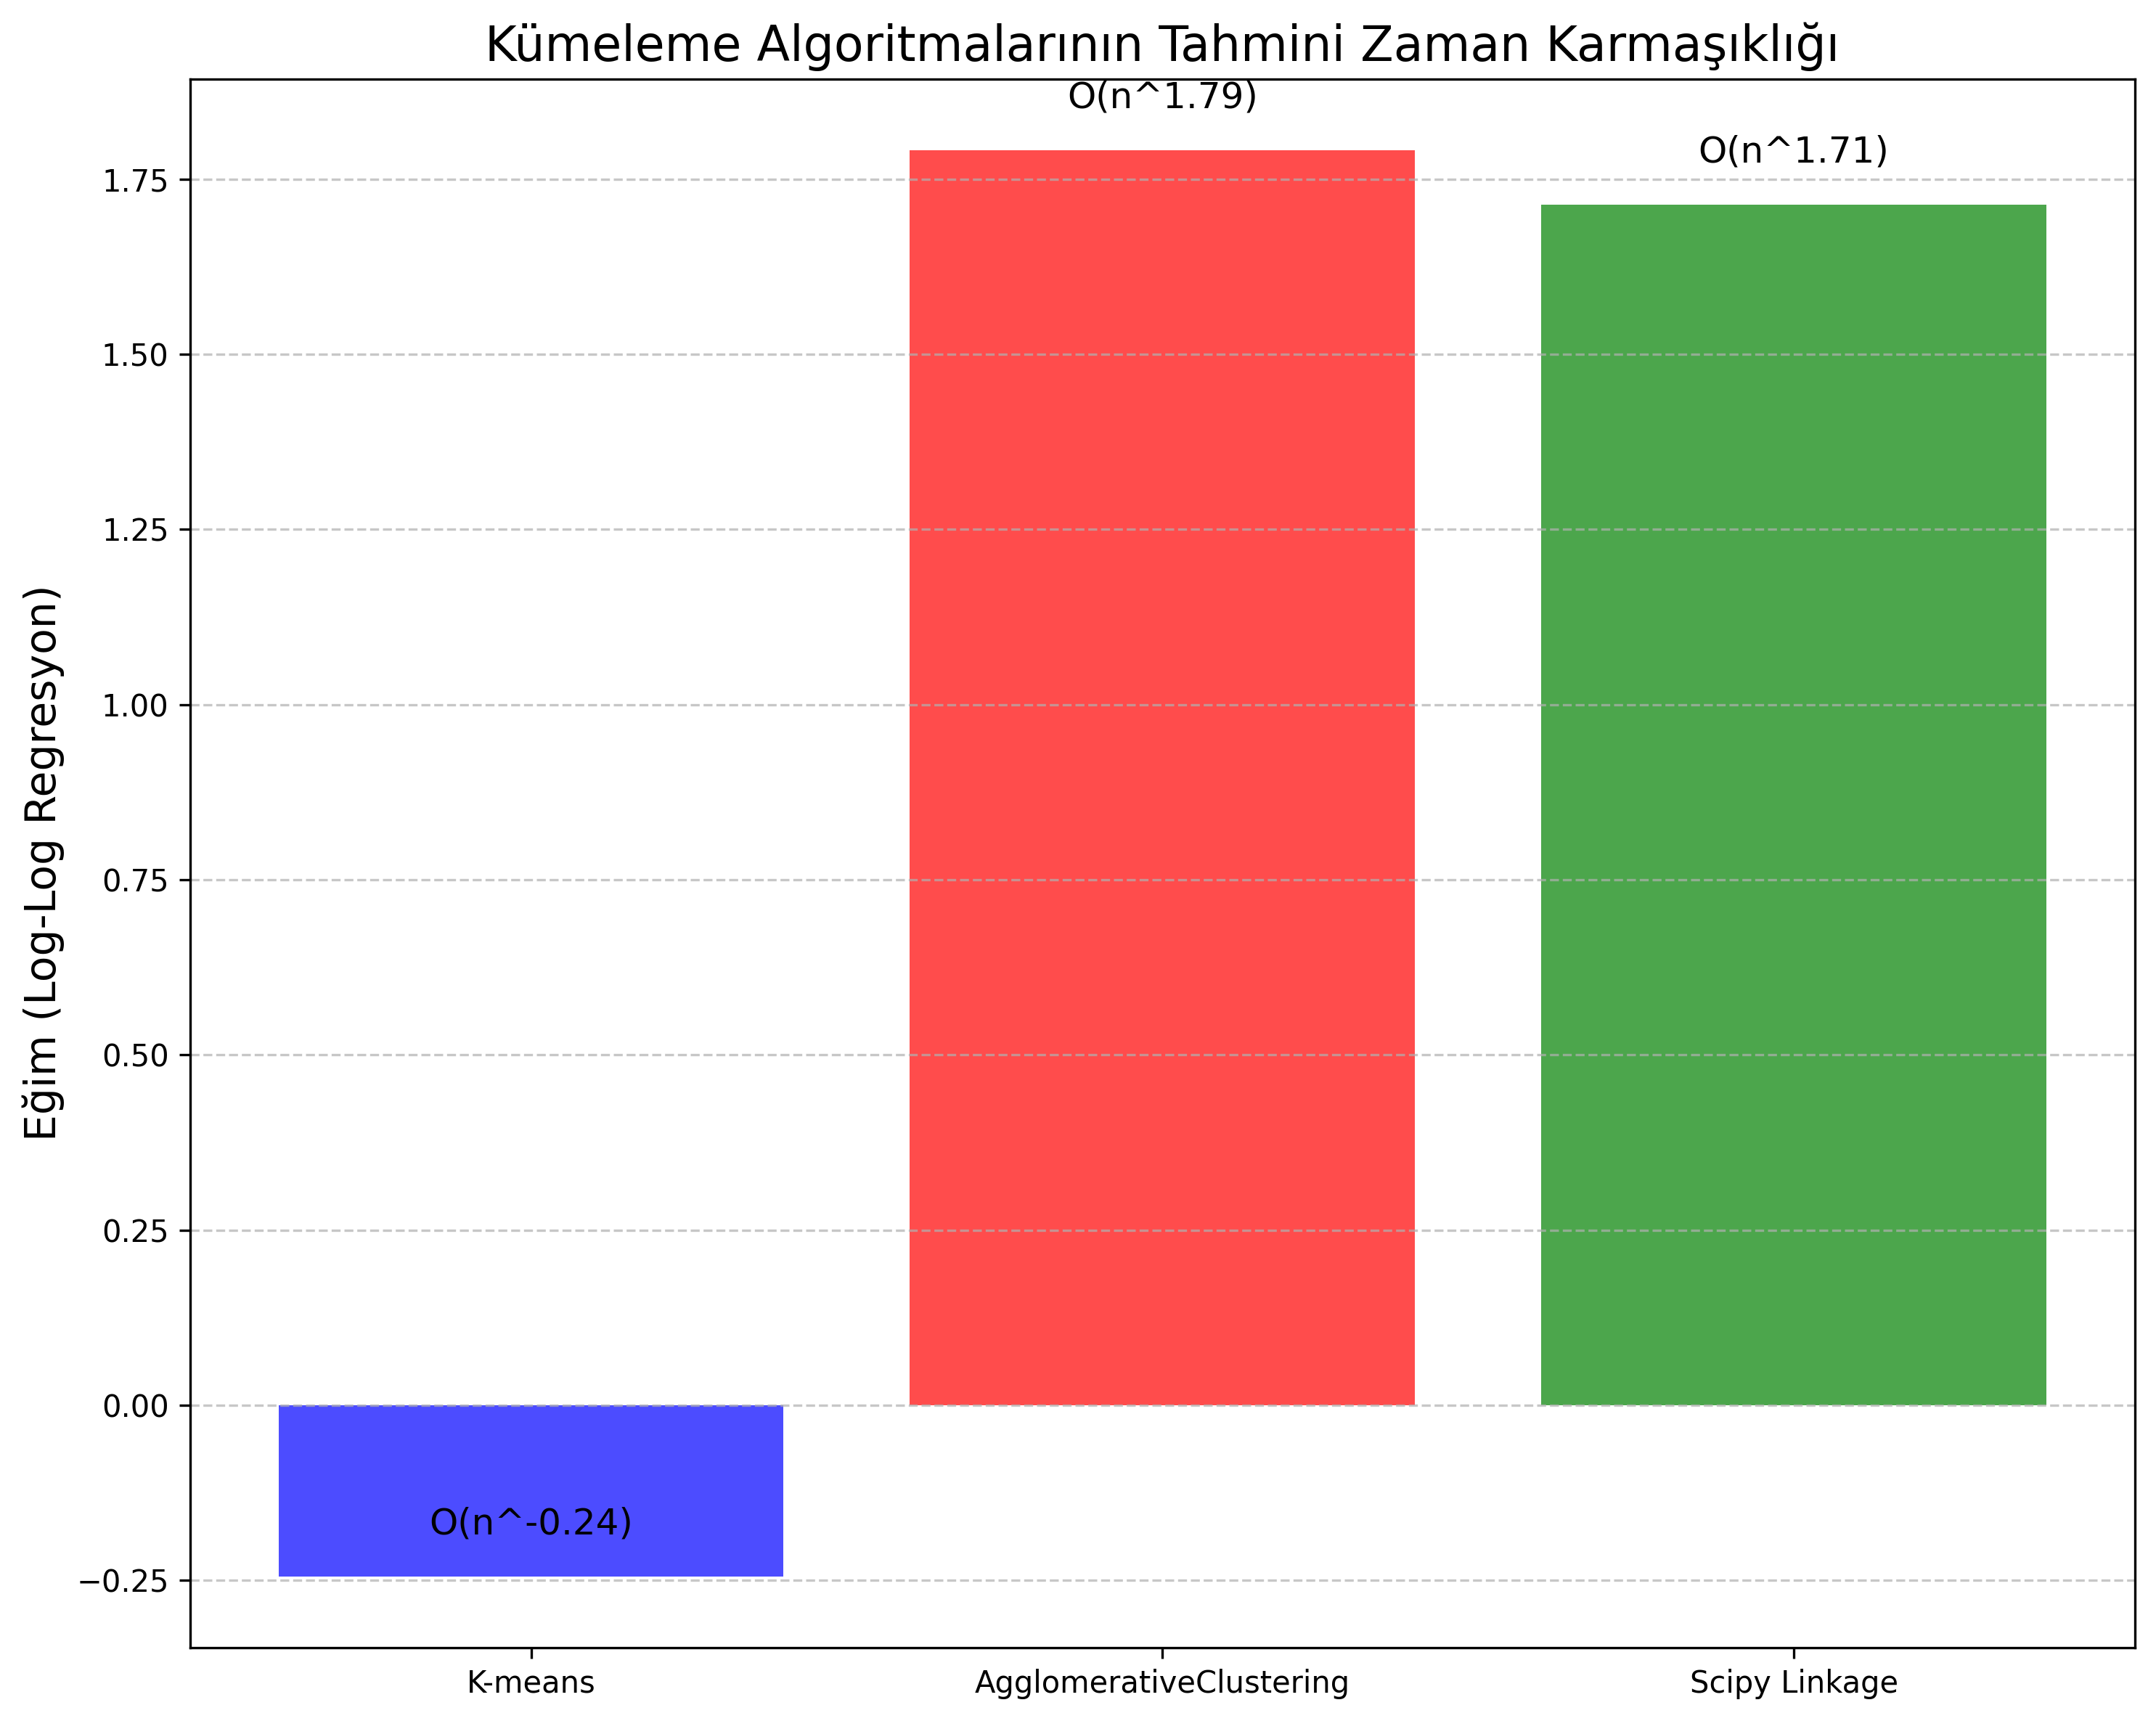 Kümeleme Algoritmalarının Tahmini Zaman Karmaşıklığı
O(n^1.79)
O(n^1.71)
1.75
1.50
1.25
1.00
0.75
0.50
0.25
0.00
−0.25
Eğim (Log-Log Regresyon)
O(n^-0.24)
K-means
AgglomerativeClustering
Scipy Linkage